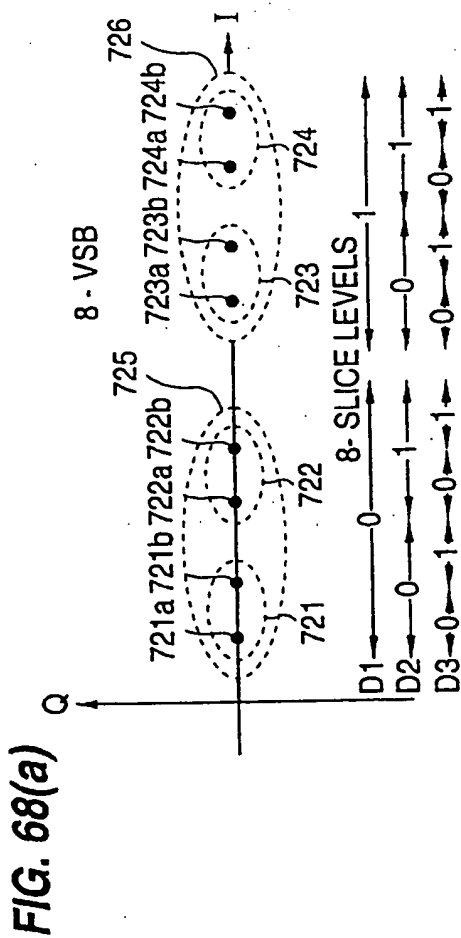 FIG. 68(a)
8 - VSB
725
726
721a 721b 722a 722b
723a 723b 724a 724b
Q
I
721
722
723
724
8- SLICE LEVELS
D1 0 1
D2 0 1 0 1
D3 0 1 0 1 0 1 0 1